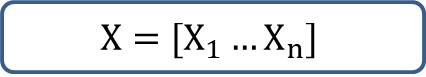 X = [X₁ … Xₙ]